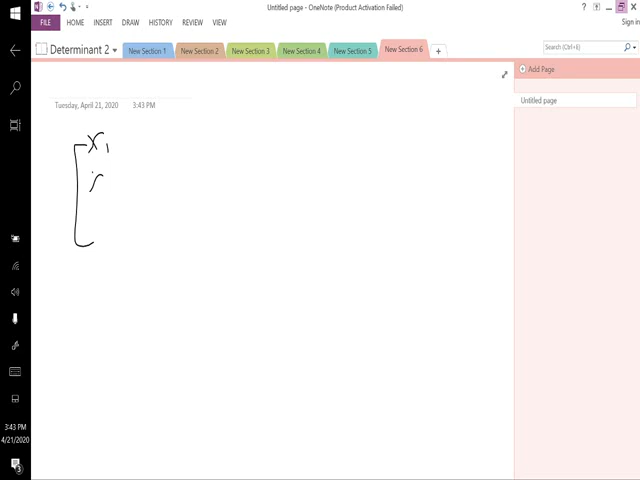 Untitled page - OneNote (Product Activation Failed)
FILE HOME INSERT DRAW HISTORY REVIEW VIEW
Sign in
Determinant 2 New Section 1 New Section 2 New Section 3 New Section 4 New Section 5 New Section 6
Search (Ctrl+E)
Add Page
Untitled page
Tuesday, April 21, 2020 3:43 PM
x₁
3:43 PM
4/21/2020
3